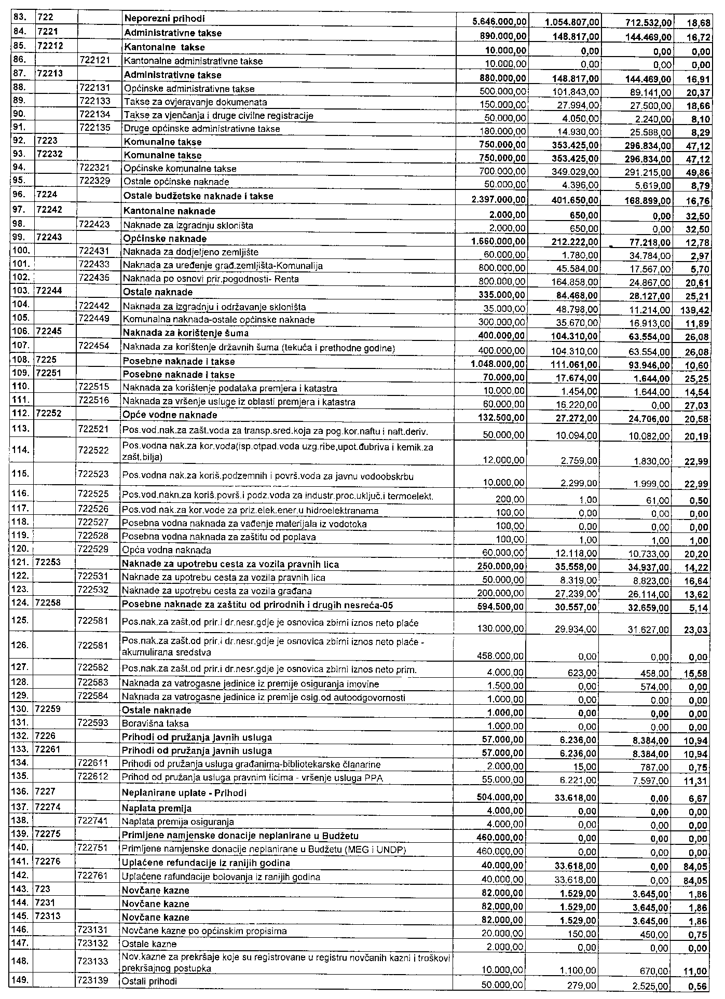 83. 722 Neporezni prihodi 5.646.000,00 1.054.807,00 712.532,00 18,68
84. 7221 Administrativne takse 890.000,00 148.817,00 144.469,00 16,72
85. 72212 Kantonalne takse 10.000,00 0,00 0,00 0,00
86. 722121 Kantonalne administrativne takse 10.000,00 0,00 0,00 0,00
87. 72213 Administrativne takse 880.000,00 148.817,00 144.469,00 16,91
88. 722131 Općinske administrativne takse 500.000,00 101.843,00 89.141,00 20,37
89. 722133 Takse za ovjeravanje dokumenata 150.000,00 27.994,00 27.500,00 18,66
90. 722134 Takse za vjenčanja i druge civilne registracije 50.000,00 4.050,00 2.240,00 8,10
91. 722135 Druge općinske administrativne takse 180.000,00 14.930,00 25.588,00 8,29
92. 7223 Komunalne takse 750.000,00 353.425,00 296.834,00 47,12
93. 72232 Komunalne takse 750.000,00 353.425,00 296.834,00 47,12
94. 722321 Općinske komunalne takse 700.000,00 349.029,00 291.215,00 49,86
95. 722329 Ostale općinske naknade 50.000,00 4.396,00 5.619,00 8,79
96. 7224 Ostale budžetske naknade i takse 2.397.000,00 401.650,00 168.899,00 16,76
97. 72242 Kantonalne naknade 2.000,00 650,00 0,00 32,50
98. 722423 Naknade za izgradnju skloništa 2.000,00 650,00 0,00 32,50
99. 72243 Općinske naknade 1.660.000,00 212.222,00 77.218,00 12,78
100. 722431 Naknada za dodjeljeno zemljište 60.000,00 1.780,00 34.784,00 2,97
101. 722433 Naknada za uređenje građ.zemljišta-Komunalija 800.000,00 45.584,00 17.567,00 5,70
102. 722435 Naknada po osnovi prir.pogodnosti- Renta 800.000,00 164.858,00 24.867,00 20,61
103. 72244 Ostale naknade 335.000,00 84.468,00 28.127,00 25,21
104. 722442 Naknada za izgradnju i održavanje skloništa 35.000,00 48.798,00 11.214,00 139,42
105. 722449 Komunalna naknada-ostale općinske naknade 300.000,00 35.670,00 16.913,00 11,89
106. 72245 Naknada za korištenje šuma 400.000,00 104.310,00 63.554,00 26,08
107. 722454 Naknada za korištenje državnih šuma (tekuća i prethodne godine) 400.000,00 104.310,00 63.554,00 26,08
108. 7225 Posebne naknade i takse 1.048.000,00 111.061,00 93.946,00 10,60
109. 72251 Posebne naknade i takse 70.000,00 17.674,00 1.644,00 25,25
110. 722515 Naknada za korištenje podataka premjera i katastra 10.000,00 1.454,00 1.644,00 14,54
111. 722516 Naknada za vršenje usluge iz oblasti premjera i katastra 60.000,00 16.220,00 0,00 27,03
112. 72252 Opće vodne naknade 132.500,00 27.272,00 24.706,00 20,58
113. 722521 Pos.vod.nak.za zašt.voda za transp.sred.koja za pog.kor.naftu i naft.deriv. 50.000,00 10.094,00 10.082,00 20,19
114. 722522 Pos.vodna nak.za kor.voda(isp.otpad.voda uzg.ribe,upot.đubriva i kemik.za
zašt.bilja) 12.000,00 2.759,00 1.830,00 22,99
115. 722523 Pos.vodna nak.za koriš.podzemnih i površ.voda za javnu vodoobskrbu 10.000,00 2.299,00 1.999,00 22,99
116. 722525 Pos.vod.nakn.za koriš.površ.i podz.voda za industr.proc.uključ.i termoelekt. 200,00 1,00 61,00 0,50
117. 722526 Pos.vod.nak.za kor.vode za priz.elek.ener.u hidroelektranama 100,00 0,00 0,00 0,00
118. 722527 Posebna vodna naknada za vađenje materijala iz vodotoka 100,00 0,00 0,00 0,00
119. 722528 Posebna vodna naknada za zaštitu od poplava 100,00 1,00 1,00 1,00
120. 722529 Opća vodna naknada 60.000,00 12.118,00 10.733,00 20,20
121. 72253 Naknade za upotrebu cesta za vozila pravnih lica 250.000,00 35.558,00 34.937,00 14,22
122. 722531 Naknade za upotrebu cesta za vozila pravnih lica 50.000,00 8.319,00 8.823,00 16,64
123. 722532 Naknade za upotrebu cesta za vozila građana 200.000,00 27.239,00 26.114,00 13,62
124. 72258 Posebne naknade za zaštitu od prirodnih i drugih nesreća-05 594.500,00 30.557,00 32.659,00 5,14
125. 722581 Pos.nak.za zašt.od prir.i dr.nesr.gdje je osnovica zbirni iznos neto plaće 130.000,00 29.934,00 31.627,00 23,03
126. 722581 Pos.nak.za zašt.od prir.i dr.nesr.gdje je osnovica zbirni iznos neto plaće -
akumulirana sredstva 458.000,00 0,00 0,00 0,00
127. 722582 Pos.nak.za zašt.od prir.i dr.nesr.gdje je osnovica zbirni iznos neto prim. 4.000,00 623,00 458,00 15,58
128. 722583 Naknada za vatrogasne jedinice iz premije osiguranja imovine 1.500,00 0,00 574,00 0,00
129. 722584 Naknada za vatrogasne jedinice iz premije osig.od autoodgovornosti 1.000,00 0,00 0,00 0,00
130. 72259 Ostale naknade 1.000,00 0,00 0,00 0,00
131. 722593 Boravišna taksa 1.000,00 0,00 0,00 0,00
132. 7226 Prihodi od pružanja javnih usluga 57.000,00 6.236,00 8.384,00 10,94
133. 72261 Prihodi od pružanja javnih usluga 57.000,00 6.236,00 8.384,00 10,94
134. 722611 Prihodi od pružanja usluga građanima-bibliotekarske članarine 2.000,00 15,00 787,00 0,75
135. 722612 Prihod od pružanja usluga pravnim licima - vršenje usluga PPA 55.000,00 6.221,00 7.597,00 11,31
136. 7227 Neplanirane uplate - Prihodi 504.000,00 33.618,00 0,00 6,67
137. 72274 Naplata premija 4.000,00 0,00 0,00 0,00
138. 722741 Naplata premija osiguranja 4.000,00 0,00 0,00 0,00
139. 72275 Primljene namjenske donacije neplanirane u Budžetu 460.000,00 0,00 0,00 0,00
140. 722751 Primljene namjenske donacije neplanirane u Budžetu (MEG i UNDP) 460.000,00 0,00 0,00 0,00
141. 72276 Uplaćene refundacije iz ranijih godina 40.000,00 33.618,00 0,00 84,05
142. 722761 Uplaćene rafundacije bolovanja iz ranijih godina 40.000,00 33.618,00 0,00 84,05
143. 723 Novčane kazne 82.000,00 1.529,00 3.645,00 1,86
144. 7231 Novčane kazne 82.000,00 1.529,00 3.645,00 1,86
145. 72313 Novčane kazne 82.000,00 1.529,00 3.645,00 1,86
146. 723131 Novčane kazne po općinskim propisima 20.000,00 150,00 450,00 0,75
147. 723132 Ostale kazne 2.000,00 0,00 0,00 0,00
148. 723133 Nov.kazne za prekršaje koje su registrovane u registru novčanih kazni i troškovi
prekršajnog postupka 10.000,00 1.100,00 670,00 11,00
149. 723139 Ostali prihodi 50.000,00 279,00 2.525,00 0,56